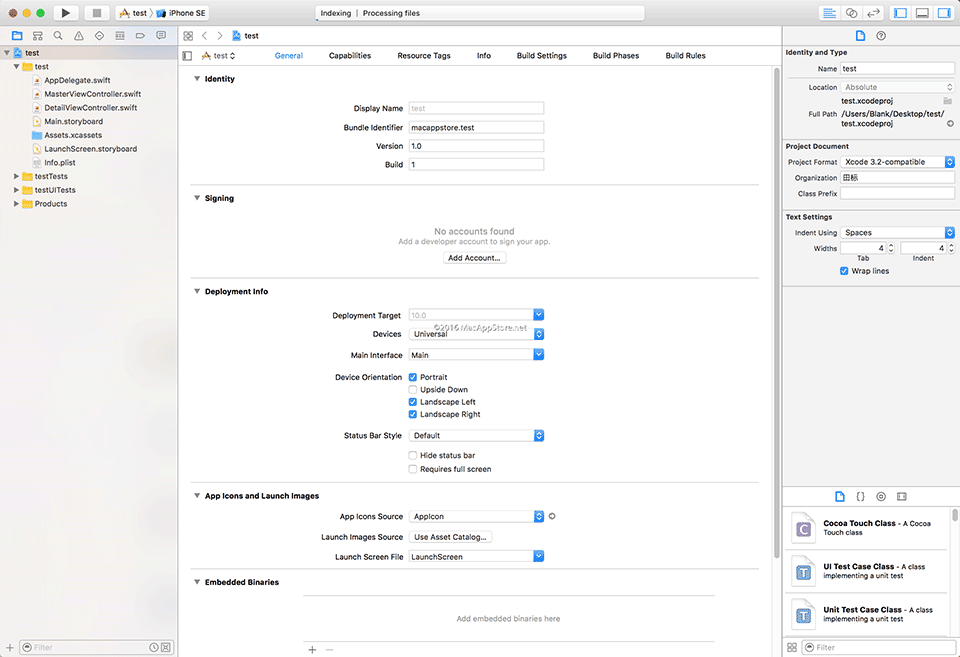 test
iPhone SE
Indexing | Processing files
test
test
AppDelegate.swift
MasterViewController.swift
DetailViewController.swift
Main.storyboard
Assets.xcassets
LaunchScreen.storyboard
Info.plist
testTests
testUITests
Products
Filter
test
test
General Capabilities Resource Tags Info Build Settings Build Phases Build Rules
Identity
Display Name test
Bundle Identifier macappstore.test
Version 1.0
Build 1
Signing
No accounts found
Add a developer account to sign your app.
Add Account...
Deployment Info
Deployment Target 10.0
©2016 MacAppStore.net
Devices Universal
Main Interface Main
Device Orientation Portrait
Upside Down
Landscape Left
Landscape Right
Status Bar Style Default
Hide status bar
Requires full screen
App Icons and Launch Images
App Icons Source AppIcon
Launch Images Source Use Asset Catalog...
Launch Screen File LaunchScreen
Embedded Binaries
Add embedded binaries here
Identity and Type
Name test
Location Absolute
test.xcodeproj
Full Path /Users/Blank/Desktop/test/
test.xcodeproj
Project Document
Project Format Xcode 3.2-compatible
Organization 田标
Class Prefix
Text Settings
Indent Using Spaces
Widths 4 4
Tab Indent
Wrap lines
{}
C
Cocoa Touch Class - A Cocoa
Touch class
T
UI Test Case Class - A class
implementing a unit test
T
Unit Test Case Class - A class
implementing a unit test
Filter